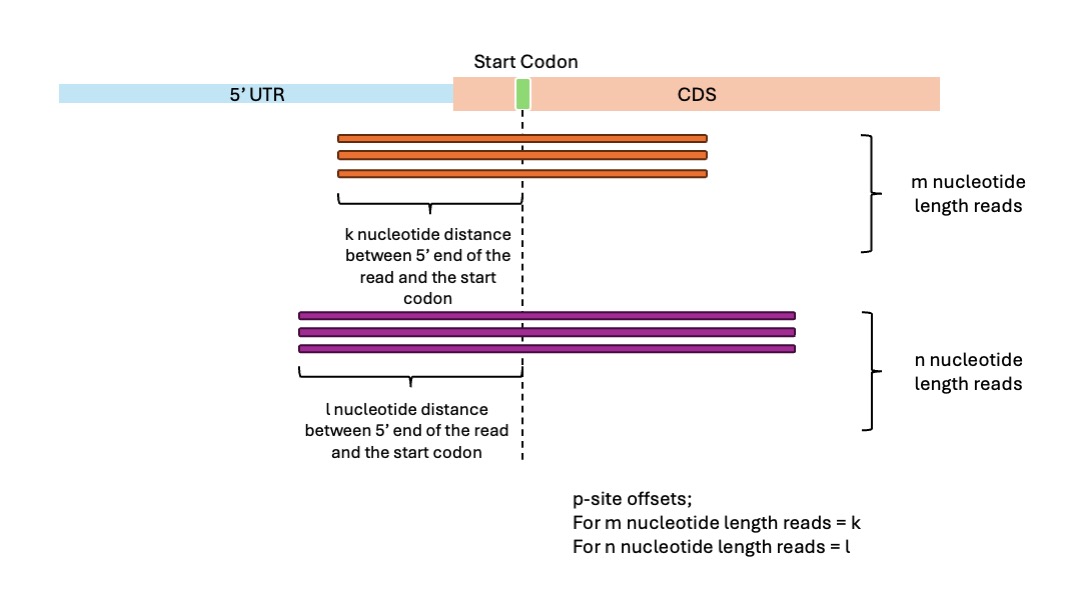 Start Codon
5’ UTR
CDS
m nucleotide
length reads
k nucleotide distance
between 5’ end of the
read and the start
codon
n nucleotide
length reads
l nucleotide distance
between 5’ end of the read
and the start codon
p-site offsets;
For m nucleotide length reads = k
For n nucleotide length reads = l